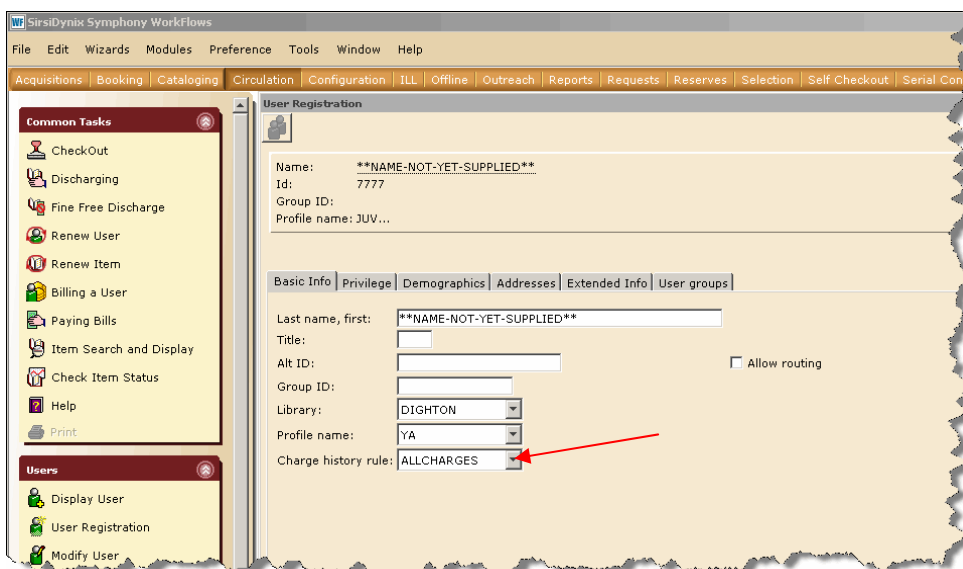 WF SirsiDynix Symphony WorkFlows
File Edit Wizards Modules Preference Tools Window Help
Acquisitions Booking Cataloging Circulation Configuration ILL Offline Outreach Reports Requests Reserves Selection Self Checkout Serial Con
Common Tasks
CheckOut
Discharging
Fine Free Discharge
Renew User
Renew Item
Billing a User
Paying Bills
Item Search and Display
Check Item Status
Help
Print
Users
Display User
User Registration
Modify User
User Registration
Name: **NAME-NOT-YET-SUPPLIED**
Id: 7777
Group ID:
Profile name: JUV...
Basic Info Privilege Demographics Addresses Extended Info User groups
Last name, first: **NAME-NOT-YET-SUPPLIED**
Title:
Alt ID: Allow routing
Group ID:
Library: DIGHTON
Profile name: YA
Charge history rule: ALLCHARGES